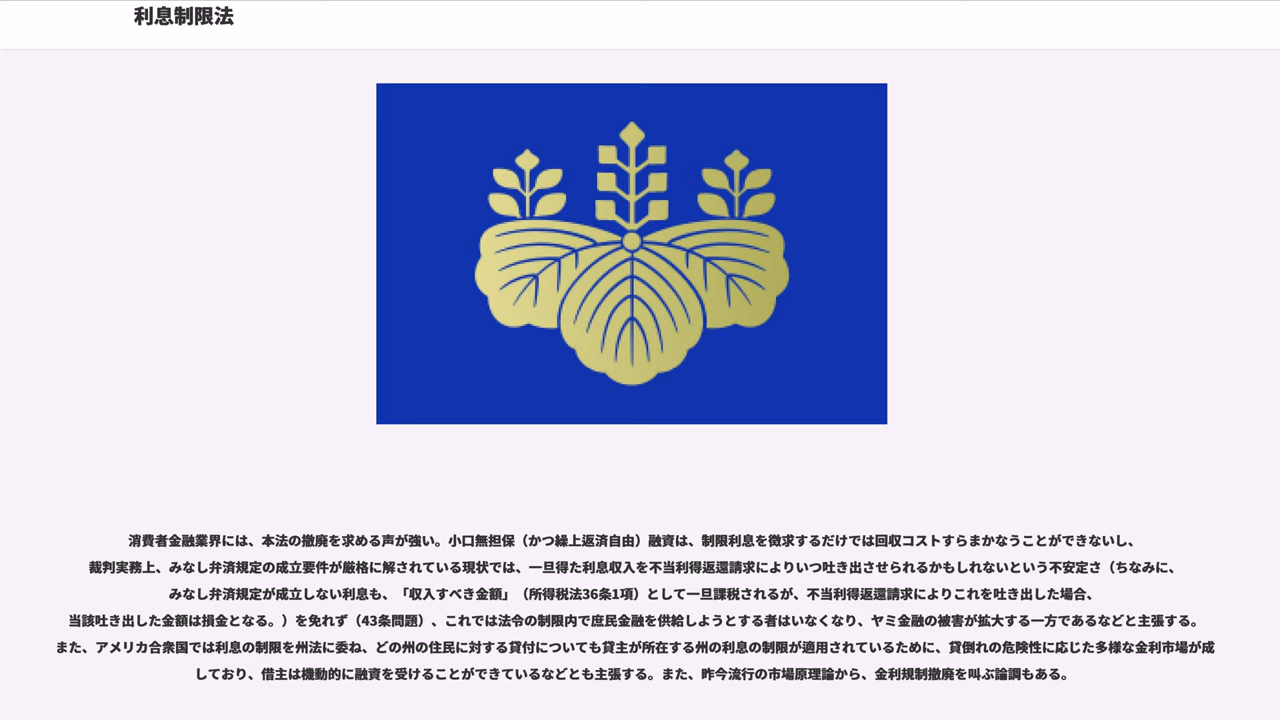 利息制限法
消費者金融業界には、本法の撤廃を求める声が強い。小口無担保（かつ繰上返済自由）融資は、制限利息を徴求するだけでは回収コストすらまかなうことができないし、
裁判実務上、みなし弁済規定の成立要件が厳格に解されている現状では、一旦得た利息収入を不当利得返還請求によりいつ吐き出させられるかもしれないという不安定さ（ちなみに、
みなし弁済規定が成立しない利息も、「収入すべき金額」（所得税法36条1項）として一旦課税されるが、不当利得返還請求によりこれを吐き出した場合、
当該吐き出した金額は損金となる。）を免れず（43条問題）、これでは法令の制限内で庶民金融を供給しようとする者はいなくなり、ヤミ金融の被害が拡大する一方であるなどと主張する。
また、アメリカ合衆国では利息の制限を州法に委ね、どの州の住民に対する貸付についても貸主が所在する州の利息の制限が適用されているために、貸倒れの危険性に応じた多様な金利市場が成
しており、借主は機動的に融資を受けることができているなどとも主張する。また、昨今流行の市場原理論から、金利規制撤廃を叫ぶ論調もある。